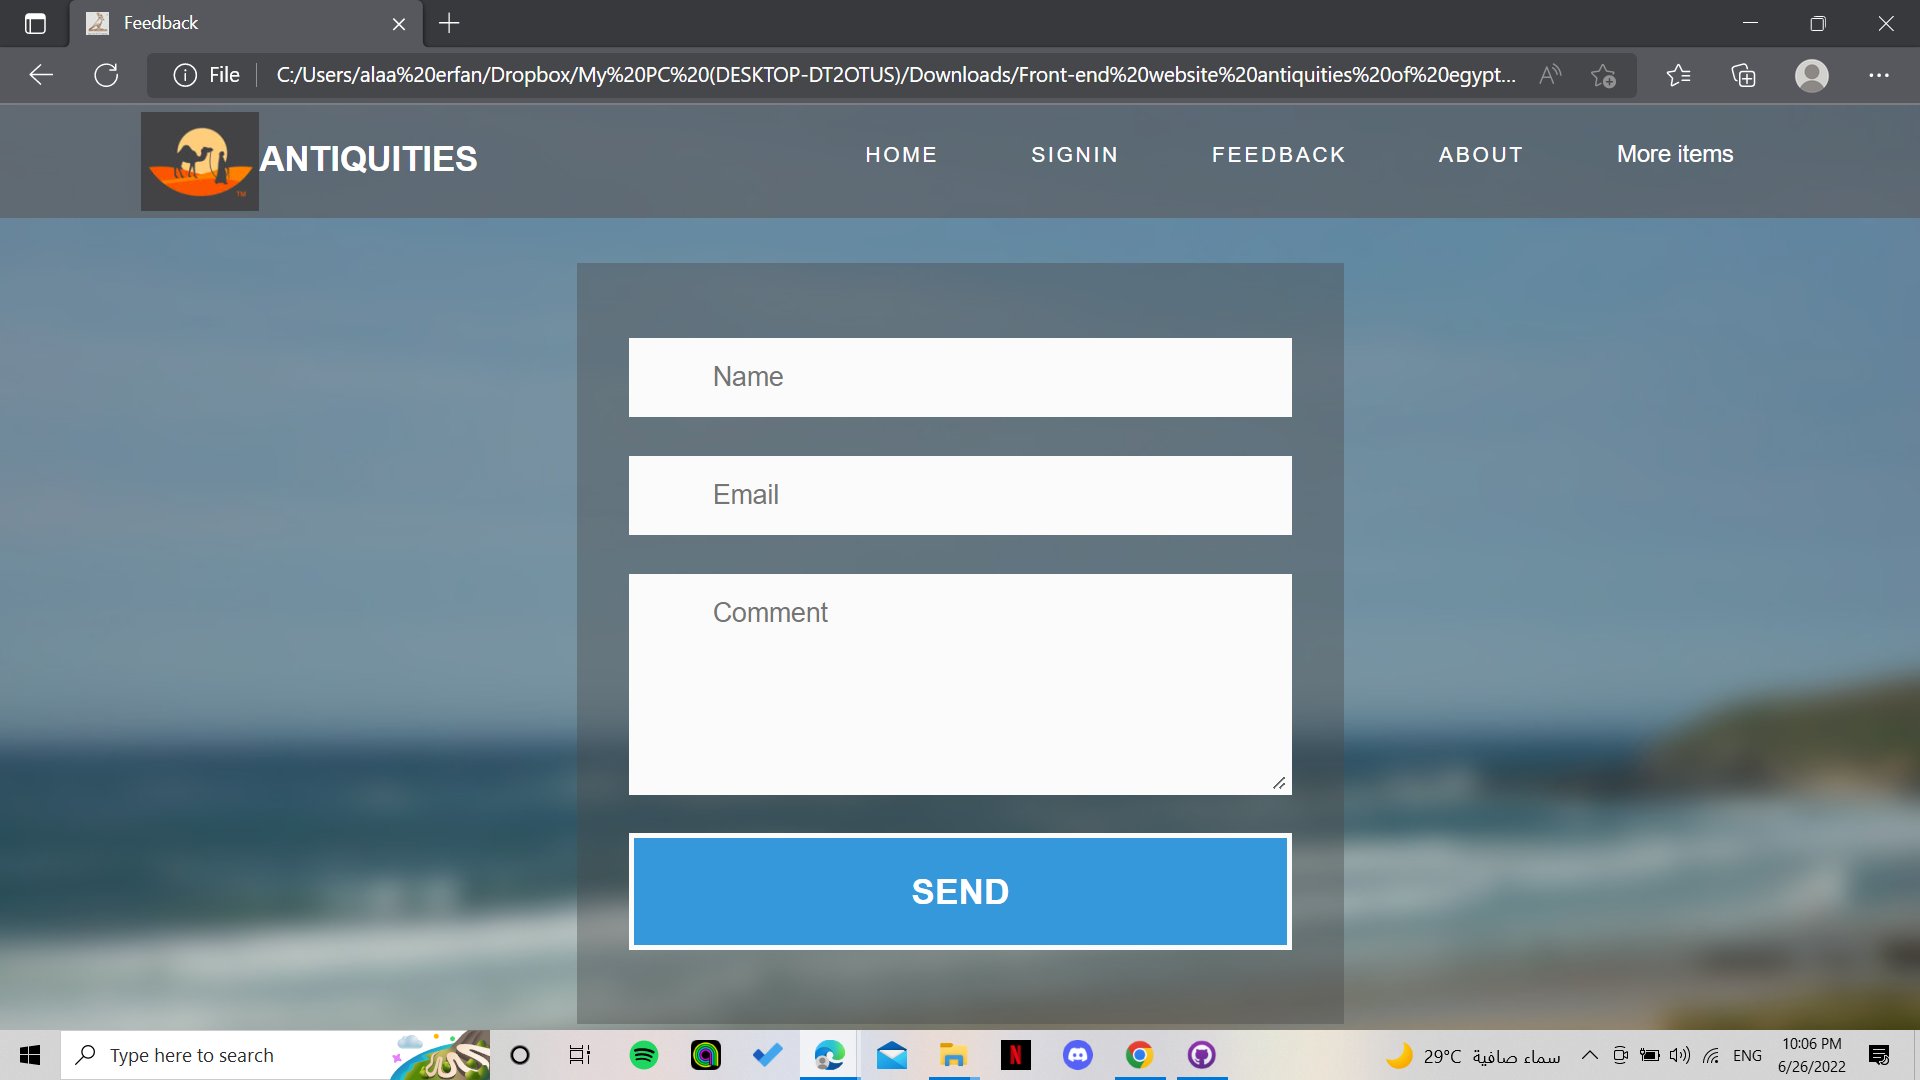 Feedback
File
C:/Users/alaa%20erfan/Dropbox/My%20PC%20(DESKTOP-DT2OTUS)/Downloads/Front-end%20website%20antiquities%20of%20egypt...
ANTIQUITIES
HOME
SIGNIN
FEEDBACK
ABOUT
More items
TM
Name
Email
Comment
SEND
Type here to search
29°C سماء صافية
ENG
10:06 PM
6/26/2022